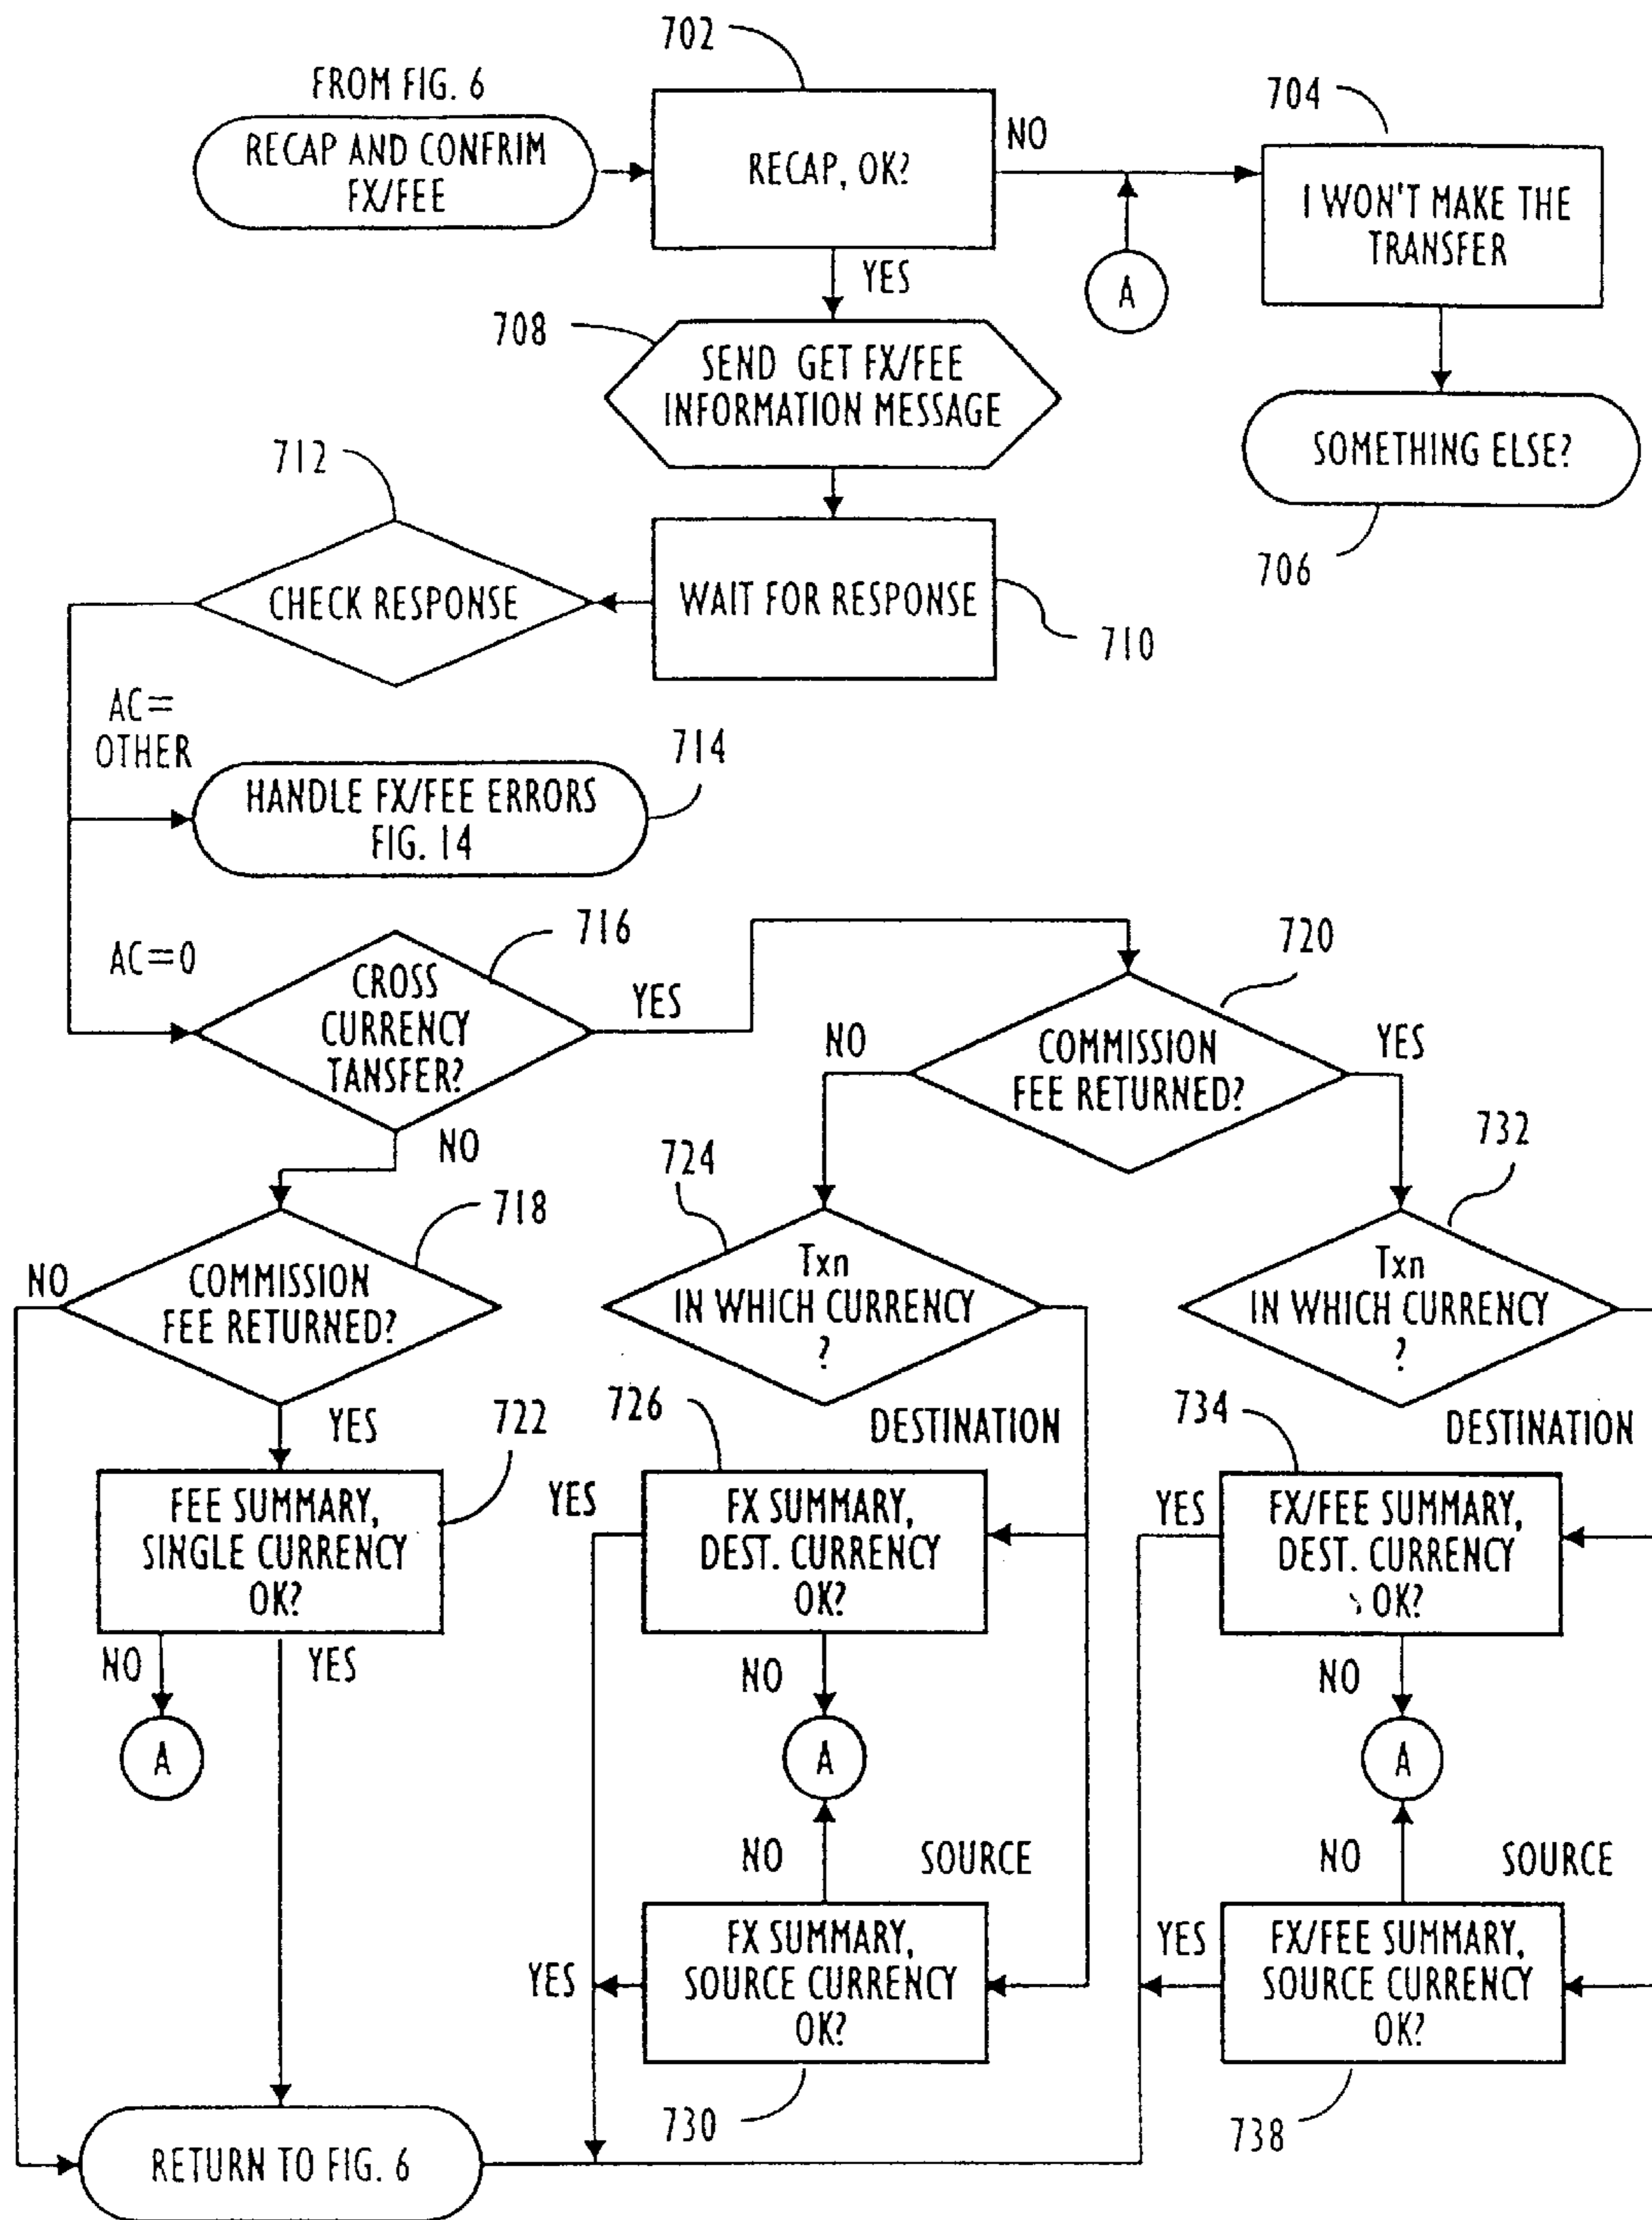 702
FROM FIG. 6
RECAP AND CONFRIM
FX/FEE
RECAP, OK?
NO
704
I WON'T MAKE THE
TRANSFER
A
YES
708
SEND GET FX/FEE
INFORMATION MESSAGE
SOMETHING ELSE?
706
712
CHECK RESPONSE
WAIT FOR RESPONSE
710
AC=
OTHER
714
HANDLE FX/FEE ERRORS
FIG. 14
AC=0
716
CROSS
CURRENCY
TANSFER?
YES
NO
720
COMMISSION
FEE RETURNED?
NO
YES
718
COMMISSION
FEE RETURNED?
NO
YES
724
Txn
IN WHICH CURRENCY
?
732
Txn
IN WHICH CURRENCY
?
722
FEE SUMMARY,
SINGLE CURRENCY
OK?
NO
YES
A
726
DESTINATION
YES
FX SUMMARY,
DEST. CURRENCY
OK?
NO
A
NO
SOURCE
YES
FX SUMMARY,
SOURCE CURRENCY
OK?
730
734
DESTINATION
YES
FX/FEE SUMMARY,
DEST. CURRENCY
OK?
NO
A
NO
SOURCE
YES
FX/FEE SUMMARY,
SOURCE CURRENCY
OK?
738
RETURN TO FIG. 6